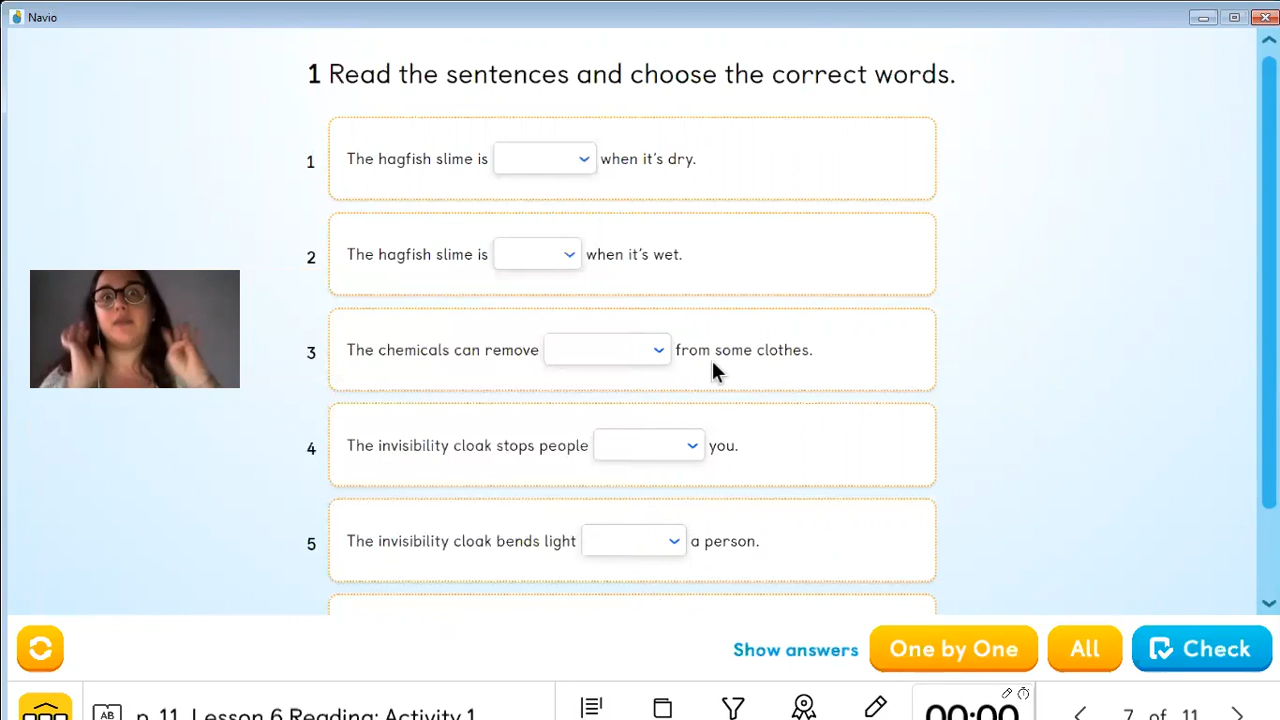 Navio
1 Read the sentences and choose the correct words.
1 The hagfish slime is when it's dry.
2 The hagfish slime is when it's wet.
3 The chemicals can remove from some clothes.
4 The invisibility cloak stops people you.
5 The invisibility cloak bends light a person.
Show answers One by One All Check
AB p. 11, Lesson 6 Reading: Activity 1 00:00 7 of 11